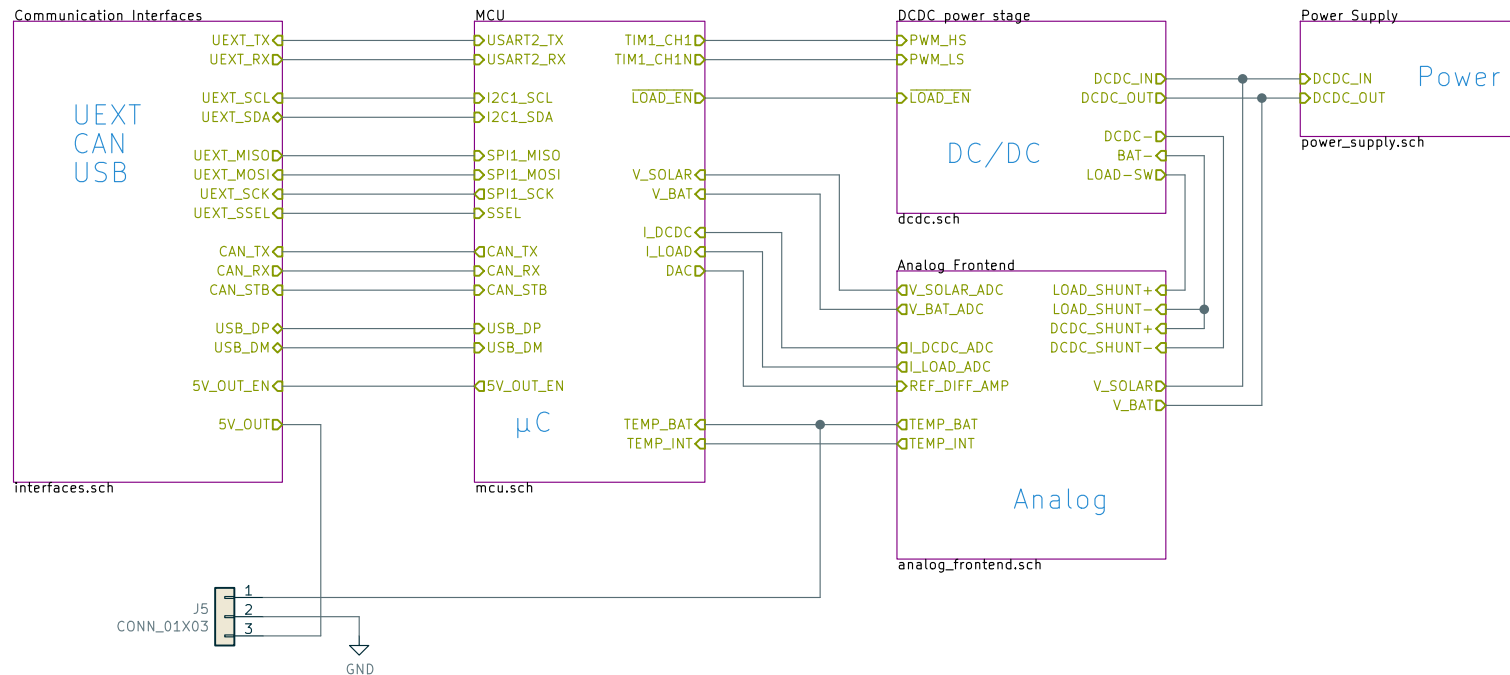 Communication Interfaces
UEXT_TX
UEXT_RX
UEXT_SCL
UEXT_SDA
UEXT
CAN
USB
UEXT_MISO
UEXT_MOSI
UEXT_SCK
UEXT_SSEL
CAN_TX
CAN_RX
CAN_STB
USB_DP
USB_DM
5V_OUT_EN
5V_OUT
interfaces.sch
MCU
USART2_TX
USART2_RX
I2C1_SCL
I2C1_SDA
SPI1_MISO
SPI1_MOSI
SPI1_SCK
SSEL
CAN_TX
CAN_RX
CAN_STB
USB_DP
USB_DM
5V_OUT_EN
TIM1_CH1
TIM1_CH1N
LOAD_EN
V_SOLAR
V_BAT
I_DCDC
I_LOAD
DAC
µC
TEMP_BAT
TEMP_INT
mcu.sch
DCDC power stage
PWM_HS
PWM_LS
LOAD_EN
DCDC_IN
DCDC_OUT
DCDC-
BAT-
LOAD-SW
DC/DC
dcdc.sch
Analog Frontend
V_SOLAR_ADC
V_BAT_ADC
I_DCDC_ADC
I_LOAD_ADC
REF_DIFF_AMP
TEMP_BAT
TEMP_INT
LOAD_SHUNT+
LOAD_SHUNT-
DCDC_SHUNT+
DCDC_SHUNT-
V_SOLAR
V_BAT
Analog
analog_frontend.sch
Power Supply
DCDC_IN
DCDC_OUT
Power
power_supply.sch
J5
CONN_01X03
1
2
3
GND